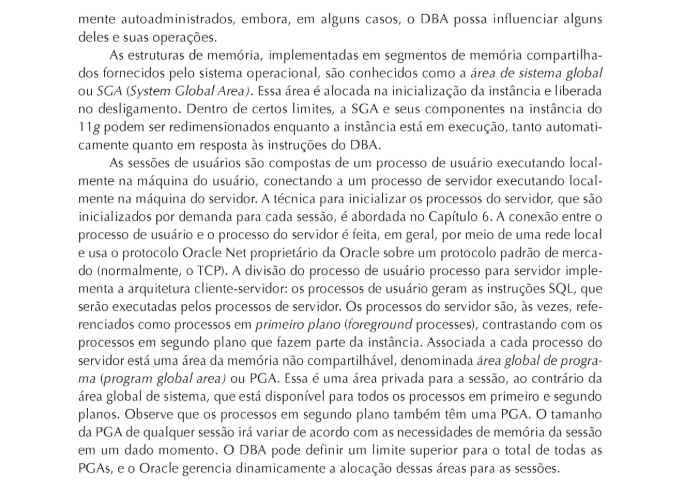 mente autoadministrados, embora, em alguns casos, o DBA possa influenciar alguns
deles e suas operações.
As estruturas de memória, implementadas em segmentos de memória compartilha-
dos fornecidos pelo sistema operacional, são conhecidos como a área de sistema global
ou SGA (System Global Area). Essa área é alocada na inicialização da instância e liberada
no desligamento. Dentro de certos limites, a SGA e seus componentes na instância do
11g podem ser redimensionados enquanto a instância está em execução, tanto automati-
camente quanto em resposta às instruções do DBA.
As sessões de usuários são compostas de um processo de usuário executando local-
mente na máquina do usuário, conectando a um processo de servidor executando local-
mente na máquina do servidor. A técnica para inicializar os processos do servidor, que são
inicializados por demanda para cada sessão, é abordada no Capítulo 6. A conexão entre o
processo de usuário e o processo do servidor é feita, em geral, por meio de uma rede local
e usa o protocolo Oracle Net proprietário da Oracle sobre um protocolo padrão de merca-
do (normalmente, o TCP). A divisão do processo de usuário processo para servidor imple-
menta a arquitetura cliente-servidor: os processos de usuário geram as instruções SQL, que
serão executadas pelos processos de servidor. Os processos do servidor são, às vezes, refe-
renciados como processos em primeiro plano (foreground processes), contrastando com os
processos em segundo plano que fazem parte da instância. Associada a cada processo do
servidor está uma área da memória não compartilhável, denominada área global de progra-
ma (program global area) ou PGA. Essa é uma área privada para a sessão, ao contrário da
área global de sistema, que está disponível para todos os processos em primeiro e segundo
planos. Observe que os processos em segundo plano também têm uma PGA. O tamanho
da PGA de qualquer sessão irá variar de acordo com as necessidades de memória da sessão
em um dado momento. O DBA pode definir um limite superior para o total de todas as
PGAs, e o Oracle gerencia dinamicamente a alocação dessas áreas para as sessões.